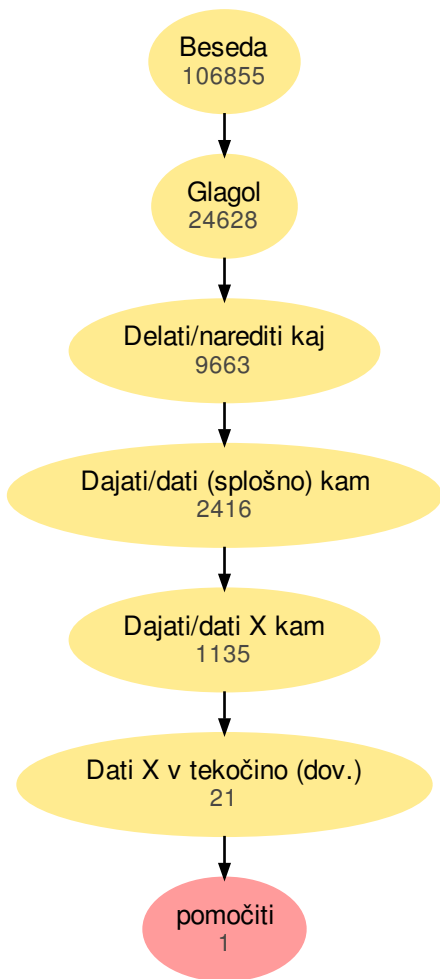 Beseda
106855
Glagol
24628
Delati/narediti kaj
9663
Dajati/dati (splošno) kam
2416
Dajati/dati X kam
1135
Dati X v tekočino (dov.)
21
pomočiti
1